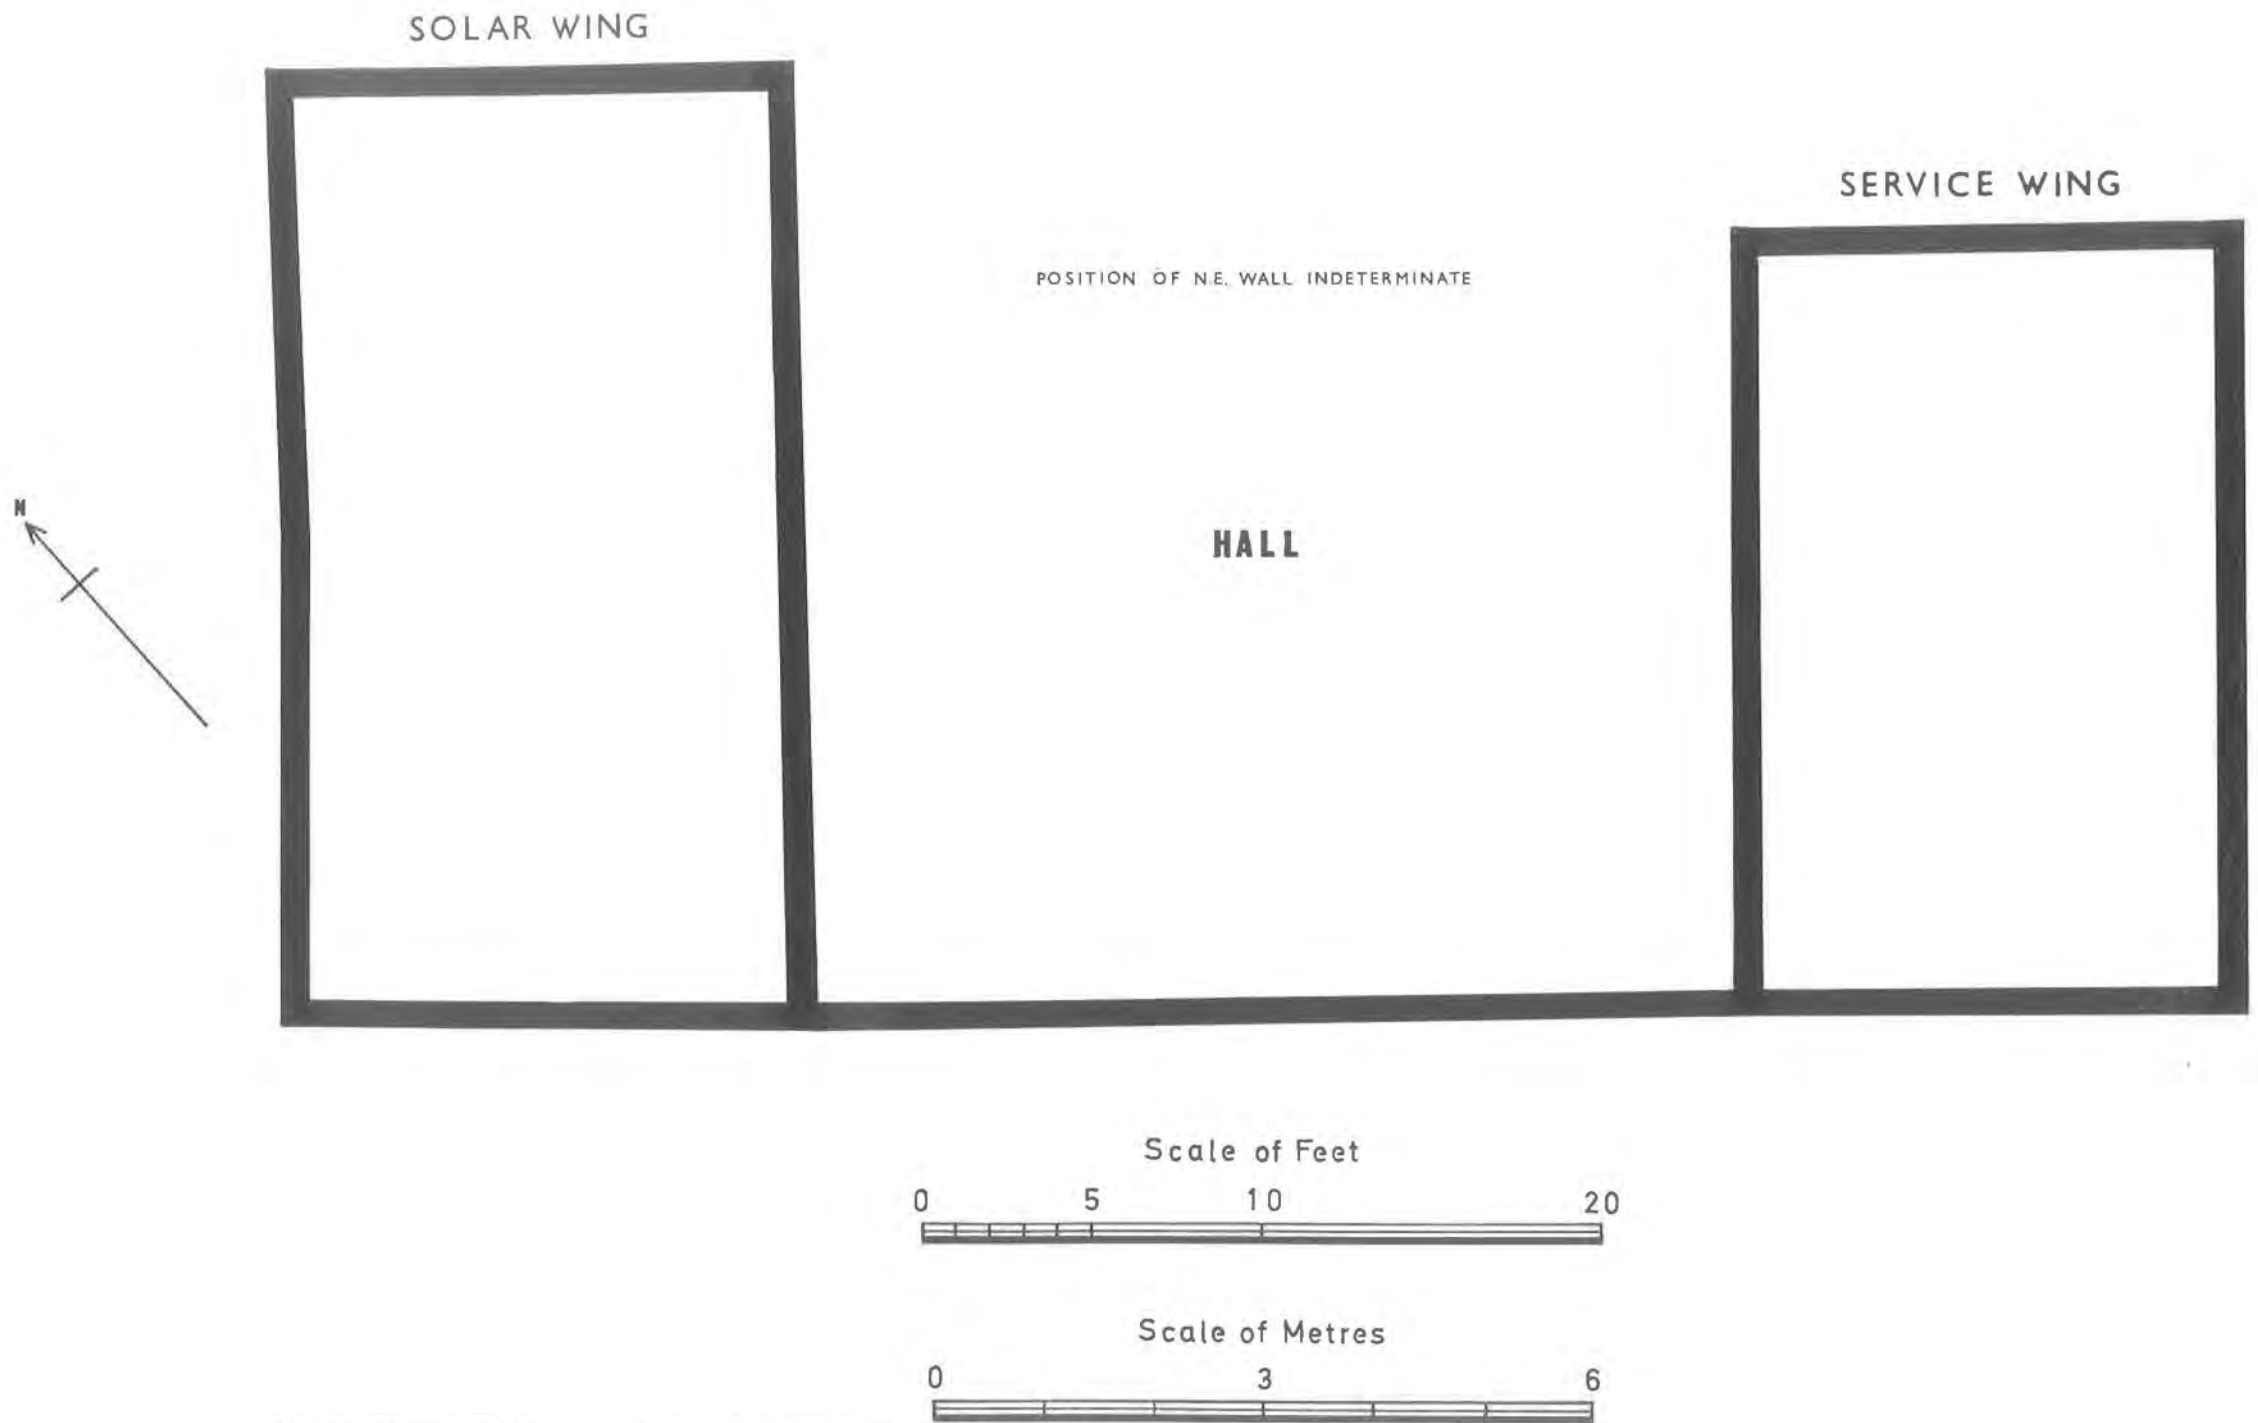 SOLAR WING
SERVICE WING
POSITION OF N.E. WALL INDETERMINATE
N
HALL
Scale of Feet
0 5 10 20
Scale of Metres
0 3 6